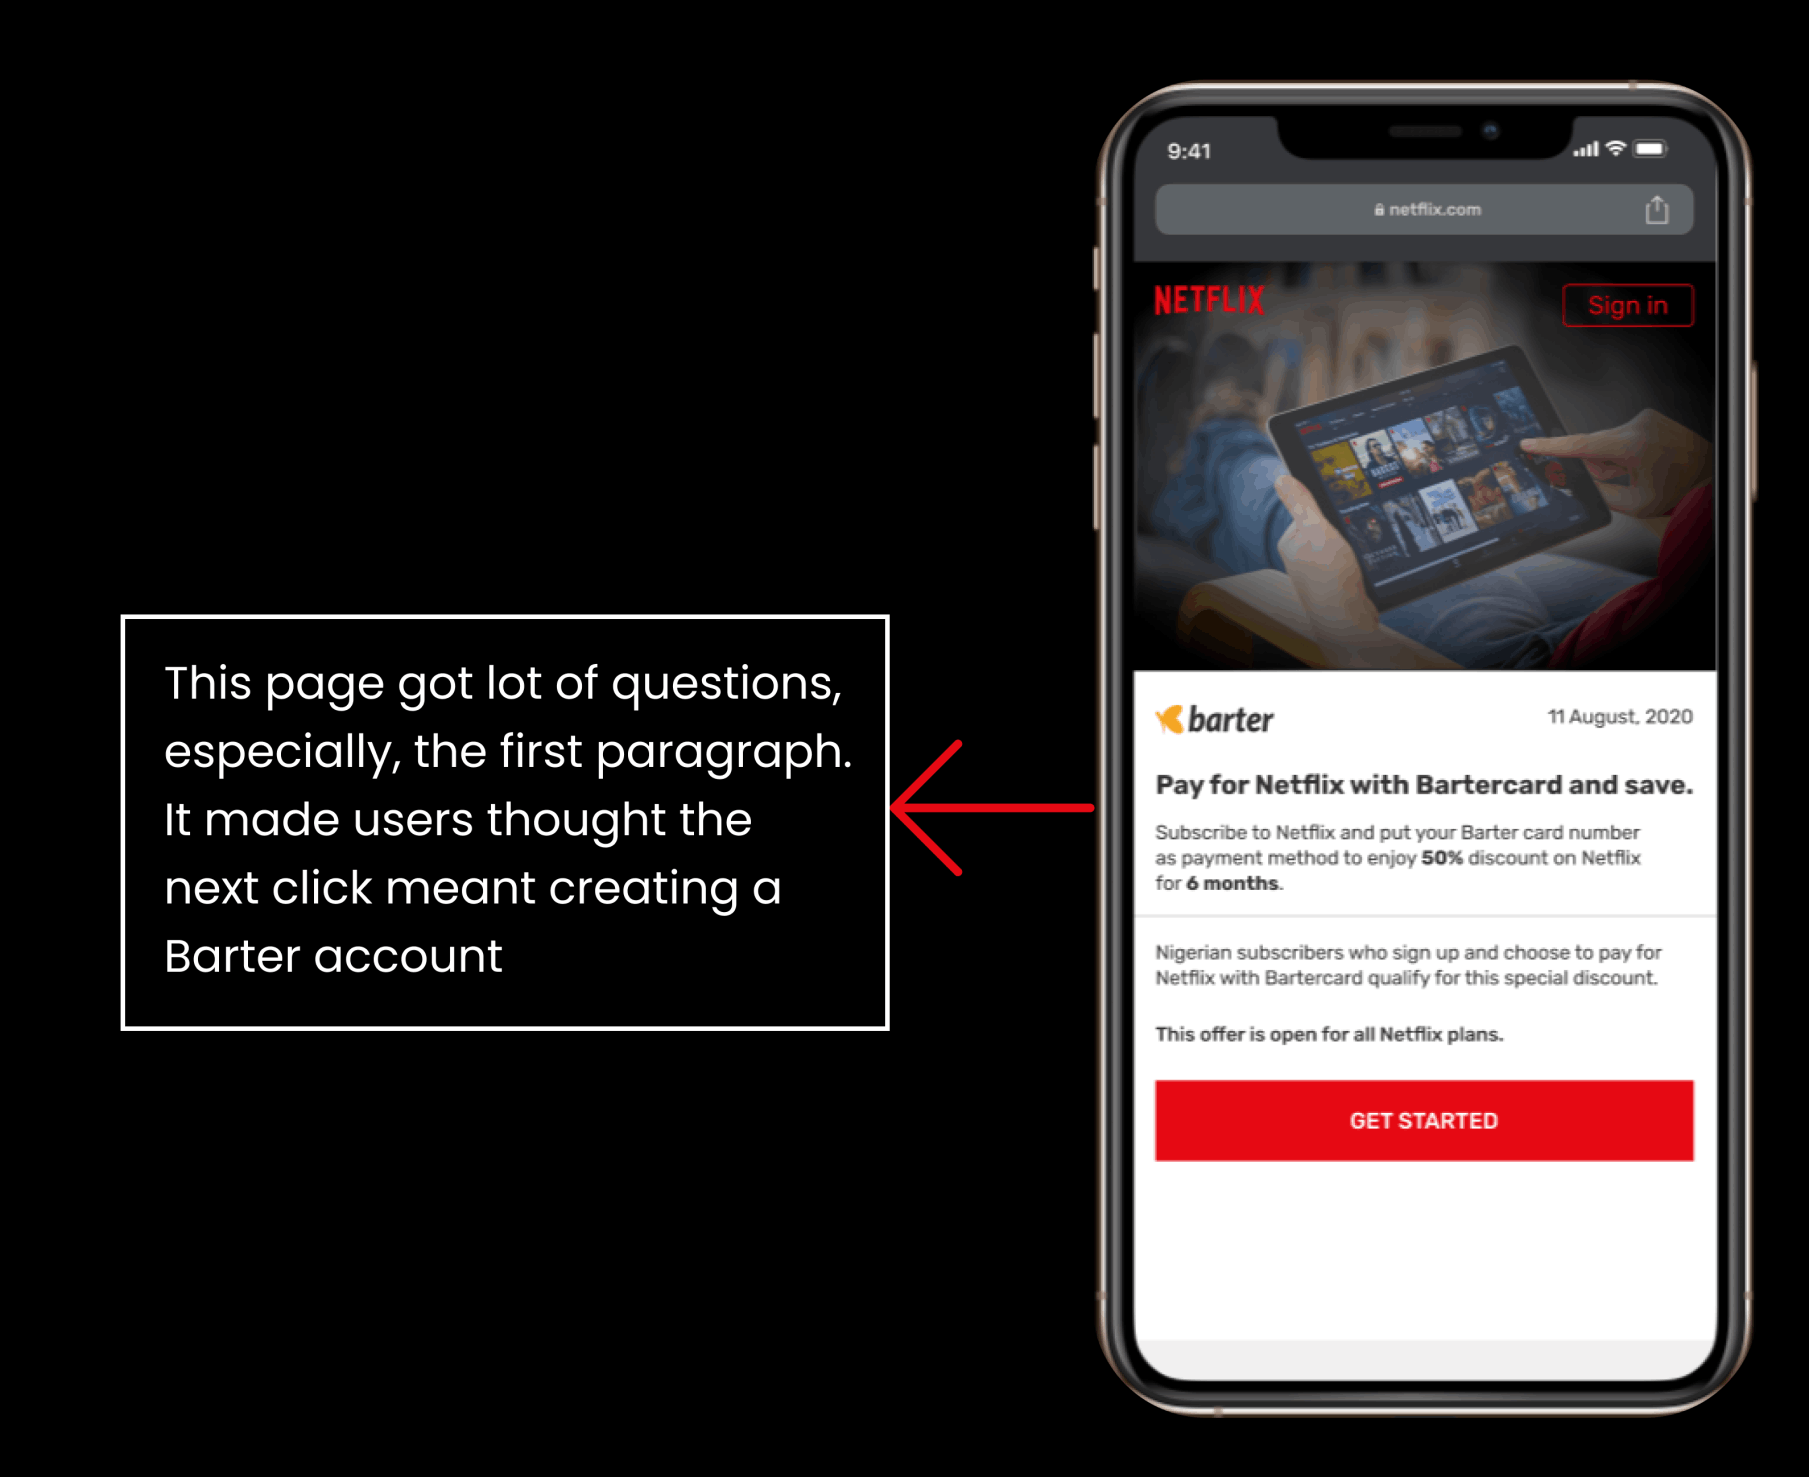 This page got lot of questions,
especially, the first paragraph.
It made users thought the
next click meant creating a
Barter account
9:41
netflix.com
NETFLIX
Sign in
barter
11 August, 2020
Pay for Netflix with Bartercard and save.
Subscribe to Netflix and put your Barter card number
as payment method to enjoy 50% discount on Netflix
for 6 months.
Nigerian subscribers who sign up and choose to pay for
Netflix with Bartercard qualify for this special discount.
This offer is open for all Netflix plans.
GET STARTED